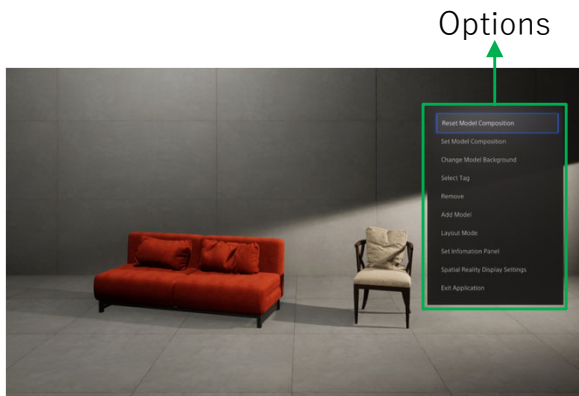 Options
Reset Model Composition
Set Model Composition
Change Model Background
Select Tag
Remove
Add Model
Layout Mode
Set Infomation Panel
Spatial Reality Display Settings
Exit Application